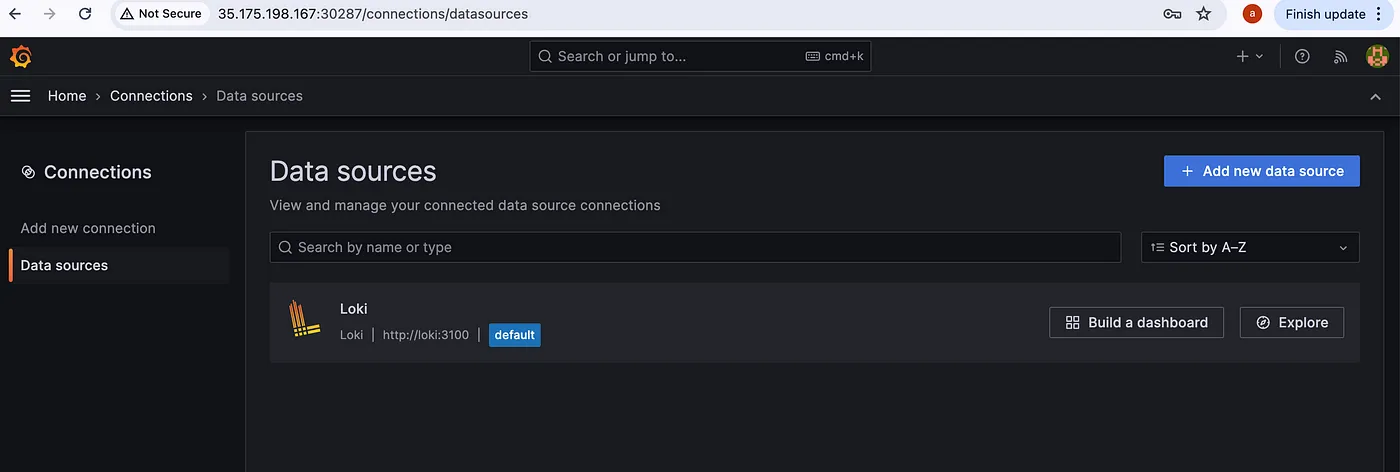 Not Secure 35.175.198.167:30287/connections/datasources a Finish update
Search or jump to... cmd+k
Home › Connections › Data sources
Connections
Add new connection
Data sources
Data sources
Add new data source
View and manage your connected data source connections
Search by name or type
Sort by A–Z
Loki
Loki | http://loki:3100 | default
Build a dashboard
Explore